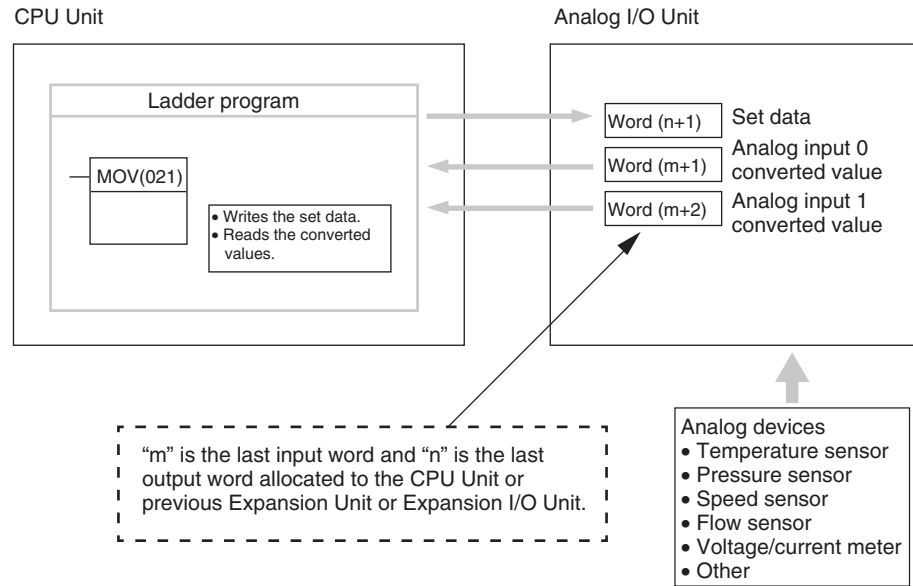 CPU Unit
Analog I/O Unit
Ladder program
MOV(021)
• Writes the set data.
• Reads the converted
values.
Word (n+1)
Set data
Word (m+1)
Analog input 0
converted value
Word (m+2)
Analog input 1
converted value
“m” is the last input word and “n” is the last
output word allocated to the CPU Unit or
previous Expansion Unit or Expansion I/O Unit.
Analog devices
• Temperature sensor
• Pressure sensor
• Speed sensor
• Flow sensor
• Voltage/current meter
• Other